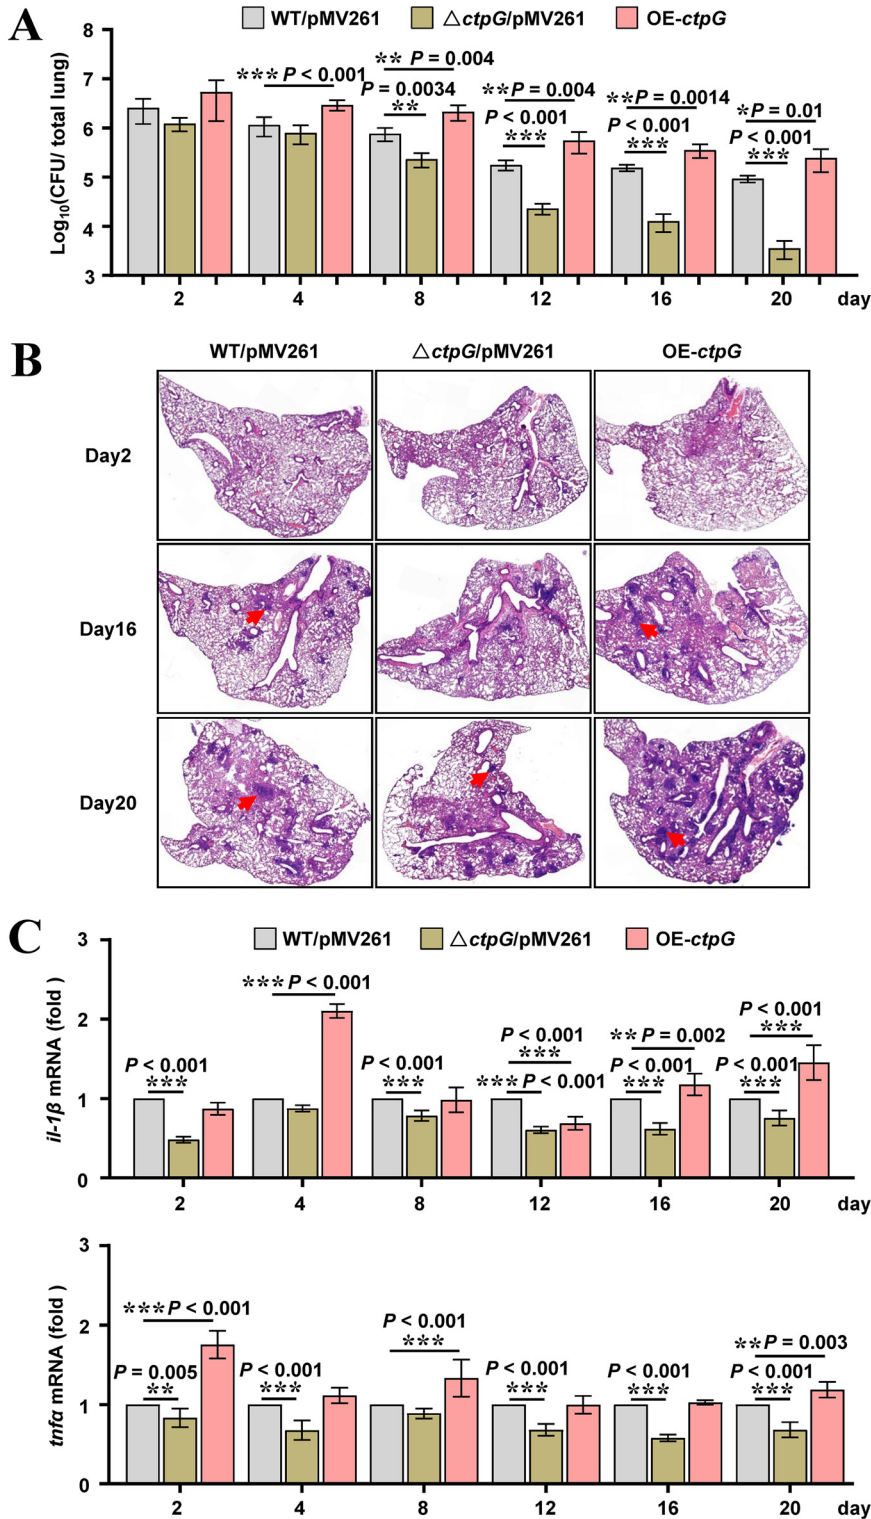 A
WT/pMV261 △ctpG/pMV261 OE-ctpG
Log10(CFU/ total lung)
8
7
6
5
4
3
*** P < 0.001
** P = 0.004
P = 0.0034
**
**P = 0.004
P < 0.001
***
**P = 0.0014
P < 0.001
***
*P = 0.01
P < 0.001
***
2 4 8 12 16 20 day
B
WT/pMV261 △ctpG/pMV261 OE-ctpG
Day2
Day16
Day20
C
WT/pMV261 △ctpG/pMV261 OE-ctpG
il-1β mRNA (fold )
3
2
1
0
P < 0.001
***
*** P < 0.001
P < 0.001
***
P < 0.001
***
*** P < 0.001
** P = 0.002
P < 0.001
***
P < 0.001
***
P < 0.001
***
2 4 8 12 16 20 day
tnfα mRNA (fold )
3
2
1
0
*** P < 0.001
P = 0.005
**
P < 0.001
***
P < 0.001
***
P < 0.001
***
P < 0.001
***
**P = 0.003
P < 0.001
***
2 4 8 12 16 20 day